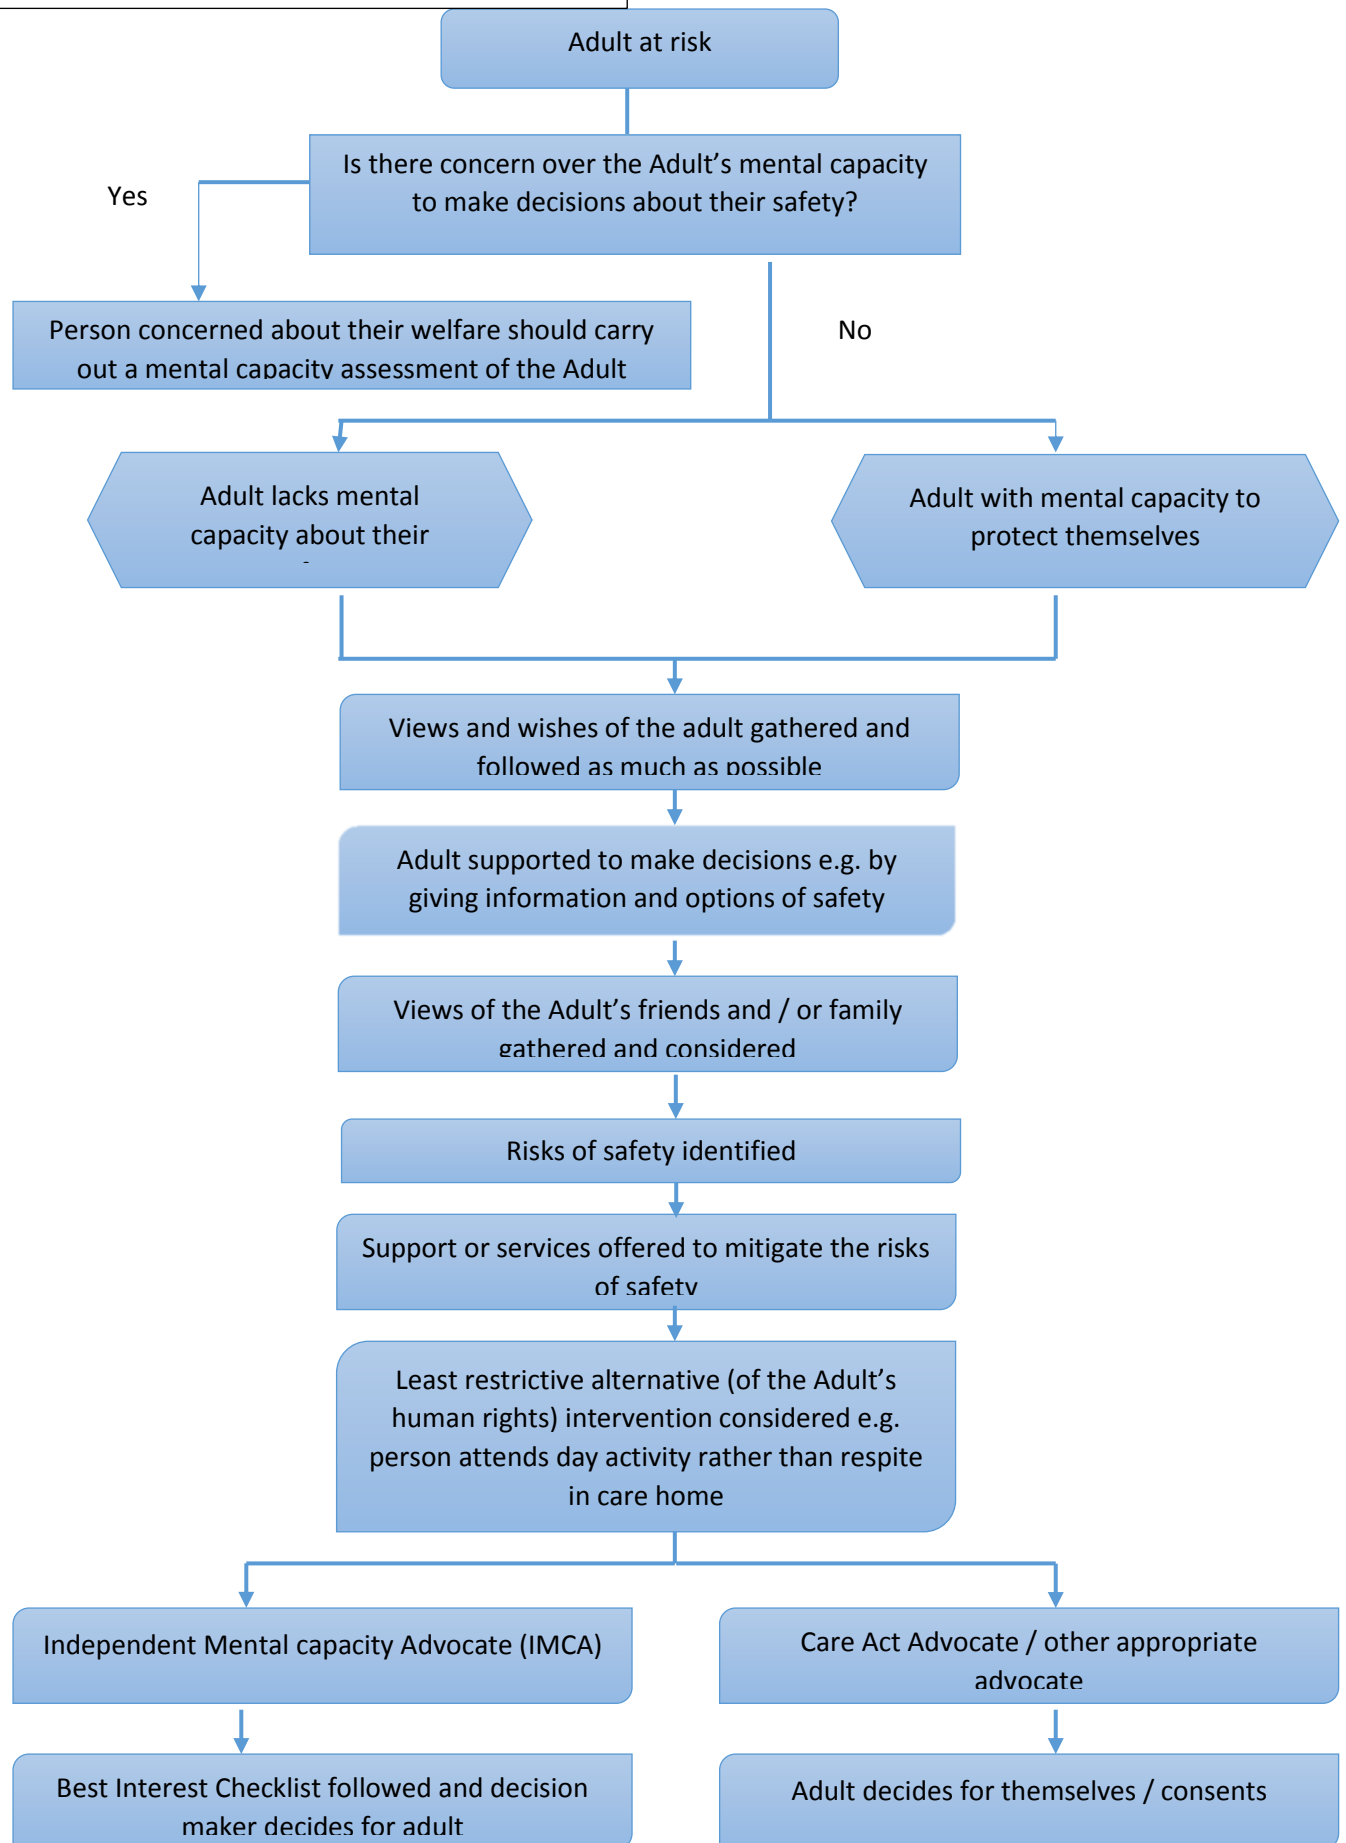 Adult at risk
Is there concern over the Adult’s mental capacity
to make decisions about their safety?
Yes
Person concerned about their welfare should carry
out a mental capacity assessment of the Adult
No
Adult lacks mental
capacity about their
Adult with mental capacity to
protect themselves
Views and wishes of the adult gathered and
followed as much as possible
Adult supported to make decisions e.g. by
giving information and options of safety
Views of the Adult’s friends and / or family
gathered and considered
Risks of safety identified
Support or services offered to mitigate the risks
of safety
Least restrictive alternative (of the Adult’s
human rights) intervention considered e.g.
person attends day activity rather than respite
in care home
Independent Mental capacity Advocate (IMCA)
Care Act Advocate / other appropriate
advocate
Best Interest Checklist followed and decision
maker decides for adult
Adult decides for themselves / consents